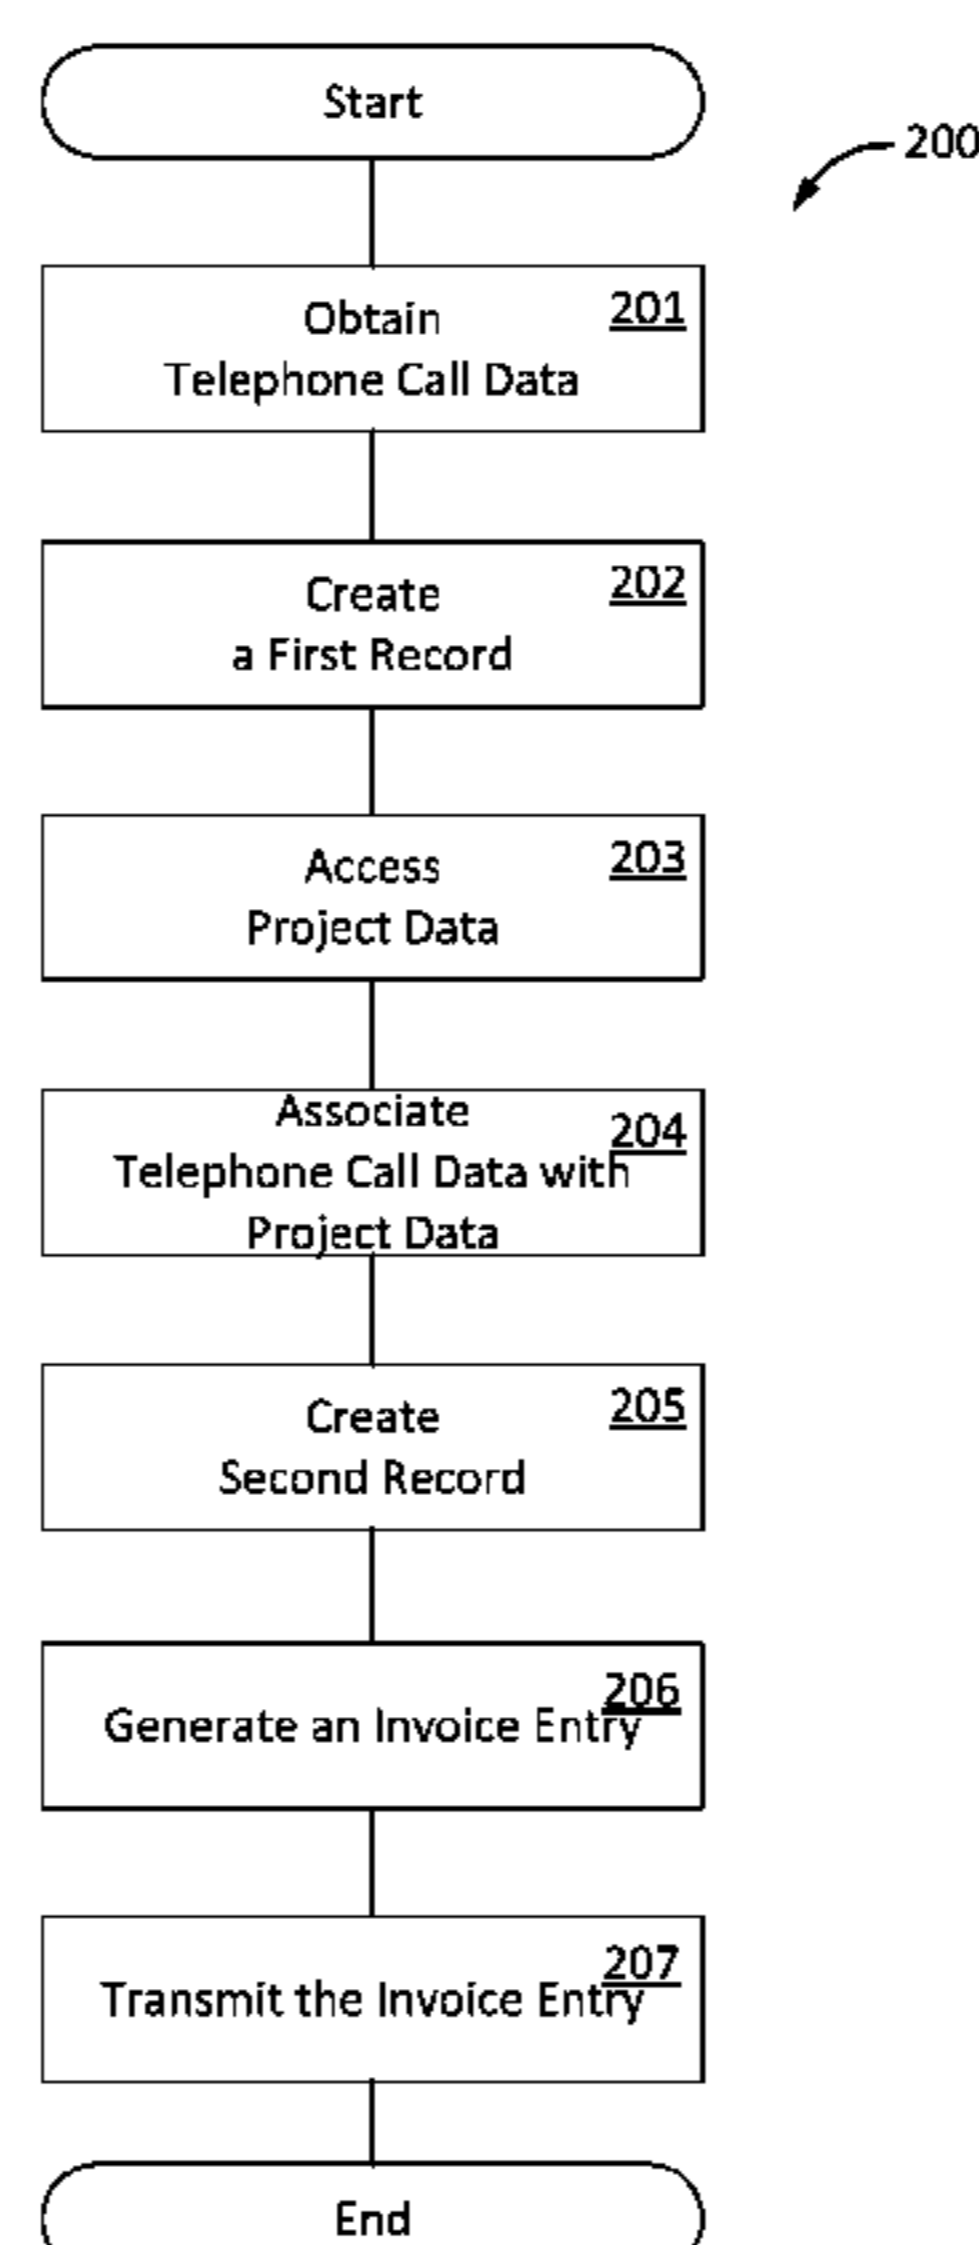 Start
200
Obtain
201
Telephone Call Data
Create
202
a First Record
Access
203
Project Data
Associate
204
Telephone Call Data with
Project Data
Create
205
Second Record
206
Generate an Invoice Entry
207
Transmit the Invoice Entry
End